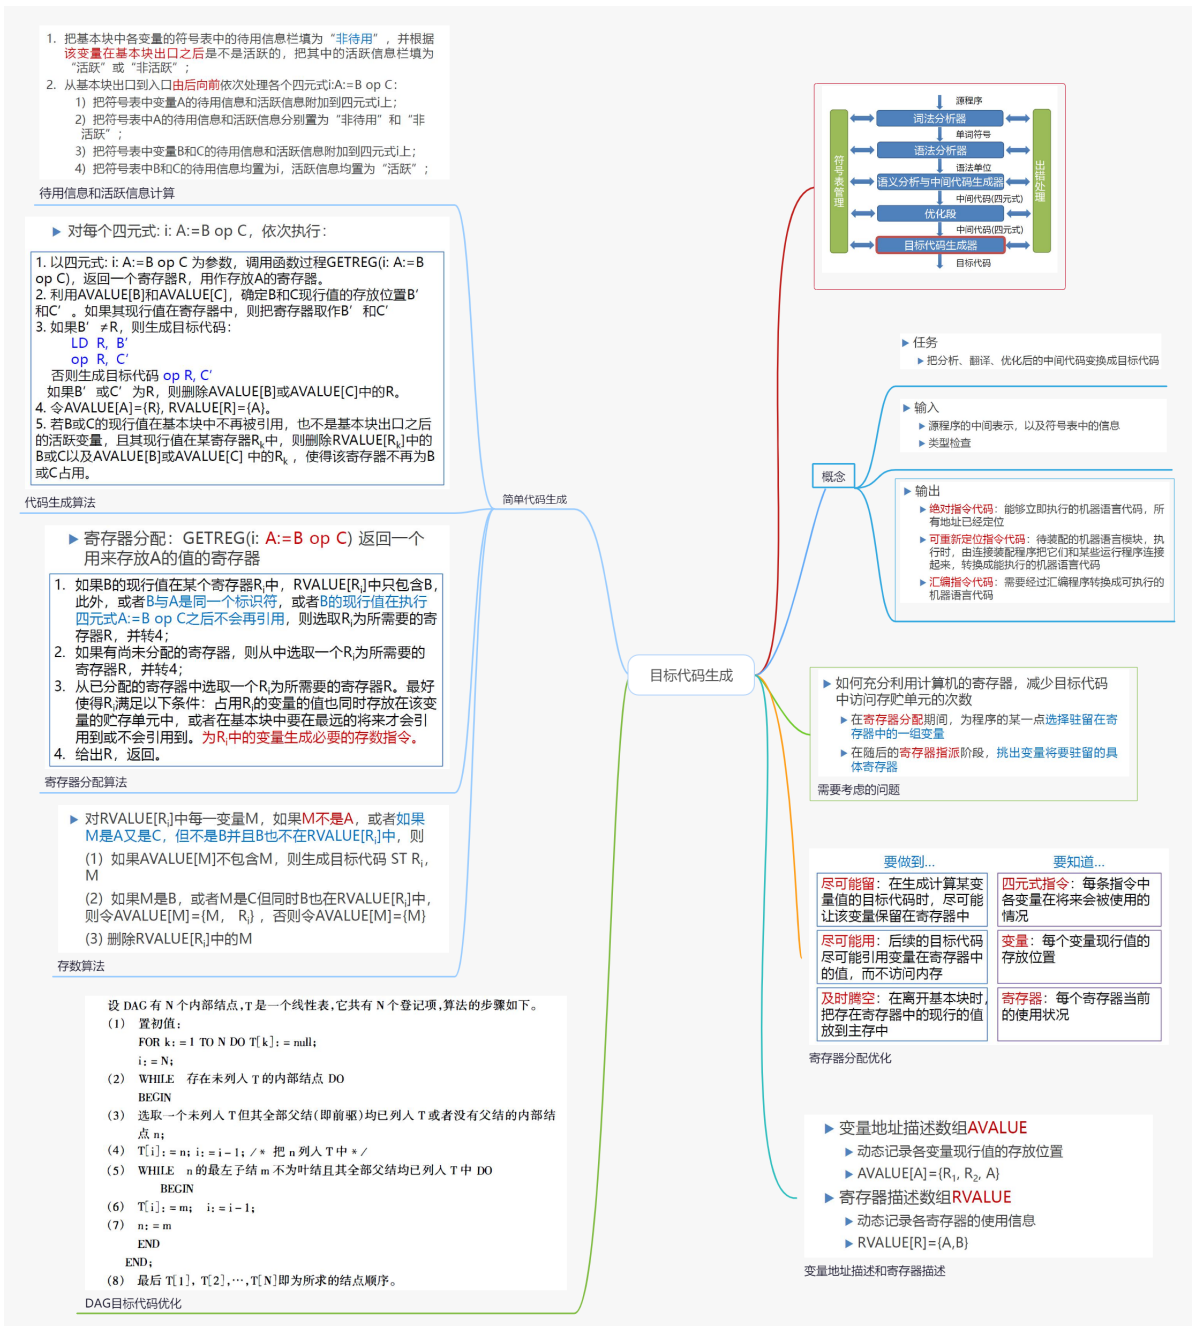 1. 把基本块中各变量的符号表中的待用信息栏填为“非待用”，并根据
该变量在基本块出口之后是不是活跃的，把其中的活跃信息栏填为
“活跃”或“非活跃”；
2. 从基本块出口到入口由后向前依次处理各个四元式i:A:=B op C：
1) 把符号表中变量A的待用信息和活跃信息附加到四元式i上；
2) 把符号表中A的待用信息和活跃信息分别置为“非待用”和“非
活跃”；
3) 把符号表中变量B和C的待用信息和活跃信息附加到四元式i上；
4) 把符号表中B和C的待用信息均置为i，活跃信息均置为“活跃”；
待用信息和活跃信息计算
对每个四元式: i: A:=B op C，依次执行：
1. 以四元式: i: A:=B op C 为参数，调用函数过程GETREG(i: A:=B
op C)，返回一个寄存器R，用作存放A的寄存器。
2. 利用AVALUE[B]和AVALUE[C]，确定B和C现行值的存放位置B’
和C’。如果其现行值在寄存器中，则把寄存器取作B’和C’
3. 如果B’≠R，则生成目标代码：
LD R, B’
op R, C’
否则生成目标代码 op R, C’
如果B’或C’为R，则删除AVALUE[B]或AVALUE[C]中的R。
4. 令AVALUE[A]={R}, RVALUE[R]={A}。
5. 若B或C的现行值在基本块中不再被引用，也不是基本块出口之后
的活跃变量，且其现行值在某寄存器Rk中，则删除RVALUE[Rk]中的
B或C以及AVALUE[B]或AVALUE[C] 中的Rk ，使得该寄存器不再为B
或C占用。
代码生成算法
简单代码生成
寄存器分配：GETREG(i: A:=B op C) 返回一个
用来存放A的值的寄存器
1. 如果B的现行值在某个寄存器Ri中，RVALUE[Ri]中只包含B，
此外，或者B与A是同一个标识符，或者B的现行值在执行
四元式A:=B op C之后不会再引用，则选取Ri为所需要的寄
存器R，并转4；
2. 如果有尚未分配的寄存器，则从中选取一个Ri为所需要的
寄存器R，并转4；
3. 从已分配的寄存器中选取一个Ri为所需要的寄存器R。最好
使得Ri满足以下条件：占用Ri的变量的值也同时存放在该变
量的贮存单元中，或者在基本块中要在最远的将来才会引
用到或不会引用到。为Ri中的变量生成必要的存数指令。
4. 给出R，返回。
寄存器分配算法
对RVALUE[Ri]中每一变量M，如果M不是A，或者如果
M是A又是C，但不是B并且B也不在RVALUE[Ri]中，则
(1) 如果AVALUE[M]不包含M，则生成目标代码 ST Ri，
M
(2) 如果M是B，或者M是C但同时B也在RVALUE[Ri]中，
则令AVALUE[M]={M， Ri} ，否则令AVALUE[M]={M}
(3) 删除RVALUE[Ri]中的M
存数算法
设 DAG 有 N 个内部结点,T 是一个线性表,它共有 N 个登记项,算法的步骤如下。
(1) 置初值：
FOR k: = 1 TO N DO T[k]: = null;
i: = N;
(2) WHILE 存在未列入 T 的内部结点 DO
BEGIN
(3) 选取一个未列入 T 但其全部父结(即前驱)均已列入 T 或者没有父结的内部结
点 n;
(4) T[i]: = n; i: = i − 1; / * 把 n 列入 T 中 * /
(5) WHILE n 的最左子结 m 不为叶结且其全部父结均已列入 T 中 DO
BEGIN
(6) T[i]: = m; i: = i − 1;
(7) n: = m
END
END;
(8) 最后 T[1], T[2],…,T[N]即为所求的结点顺序。
DAG目标代码优化
目标代码生成
源程序
词法分析器
单词符号
语法分析器
语法单位
语义分析与中间代码生成器
中间代码(四元式)
优化段
中间代码(四元式)
目标代码生成器
目标代码
符号表管理
出错处理
任务
把分析、翻译、优化后的中间代码变换成目标代码
输入
源程序的中间表示，以及符号表中的信息
类型检查
概念
输出
绝对指令代码：能够立即执行的机器语言代码，所
有地址已经定位
可重新定位指令代码：待装配的机器语言模块，执
行时，由连接装配程序把它们和某些运行程序连接
起来，转换成能执行的机器语言代码
汇编指令代码：需要经过汇编程序转换成可执行的
机器语言代码
如何充分利用计算机的寄存器，减少目标代码
中访问存贮单元的次数
在寄存器分配期间，为程序的某一点选择驻留在寄
存器中的一组变量
在随后的寄存器指派阶段，挑出变量将要驻留的具
体寄存器
需要考虑的问题
要做到... 要知道...
尽可能留：在生成计算某变
量值的目标代码时，尽可能
让该变量保留在寄存器中
四元式指令：每条指令中
各变量在将来会被使用的
情况
尽可能用：后续的目标代码
尽可能引用变量在寄存器中
的值，而不访问内存
变量：每个变量现行值的
存放位置
及时腾空：在离开基本块时，
把存在寄存器中的现行的值
放到主存中
寄存器：每个寄存器当前
的使用状况
寄存器分配优化
变量地址描述数组AVALUE
动态记录各变量现行值的存放位置
AVALUE[A]={R1, R2, A}
寄存器描述数组RVALUE
动态记录各寄存器的使用信息
RVALUE[R]={A,B}
变量地址描述和寄存器描述